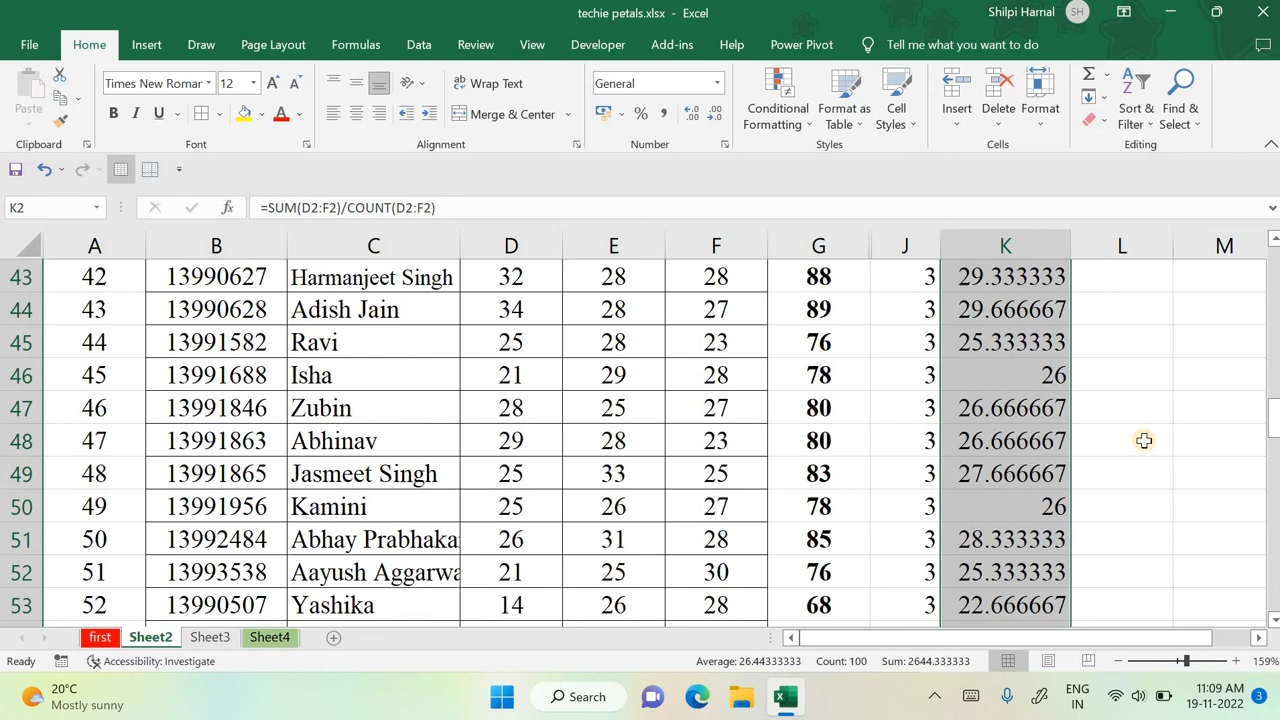 techie petals.xlsx - Excel
Shilpi Harnal SH
File Home Insert Draw Page Layout Formulas Data Review View Developer Add-ins Help Power Pivot Tell me what you want to do
Times New Romar 12 Wrap Text General
Paste B I U A Merge & Center % Conditional Formatting Format as Table Cell Styles Insert Delete Format Sort & Filter Find & Select
Clipboard Font Alignment Number Styles Cells Editing
K2 fx =SUM(D2:F2)/COUNT(D2:F2)
A B C D E F G J K L M
43 42 13990627 Harmanjeet Singh 32 28 28 88 3 29.333333
44 43 13990628 Adish Jain 34 28 27 89 3 29.666667
45 44 13991582 Ravi 25 28 23 76 3 25.333333
46 45 13991688 Isha 21 29 28 78 3 26
47 46 13991846 Zubin 28 25 27 80 3 26.666667
48 47 13991863 Abhinav 29 28 23 80 3 26.666667
49 48 13991865 Jasmeet Singh 25 33 25 83 3 27.666667
50 49 13991956 Kamini 25 26 27 78 3 26
51 50 13992484 Abhay Prabhaka 26 31 28 85 3 28.333333
52 51 13993538 Aayush Aggarwa 21 25 30 76 3 25.333333
53 52 13990507 Yashika 14 26 28 68 3 22.666667
first Sheet2 Sheet3 Sheet4
Ready Accessibility: Investigate Average: 26.44333333 Count: 100 Sum: 2644.333333 159%
20°C Mostly sunny Search ENG IN 11:09 AM 19-11-2022 3